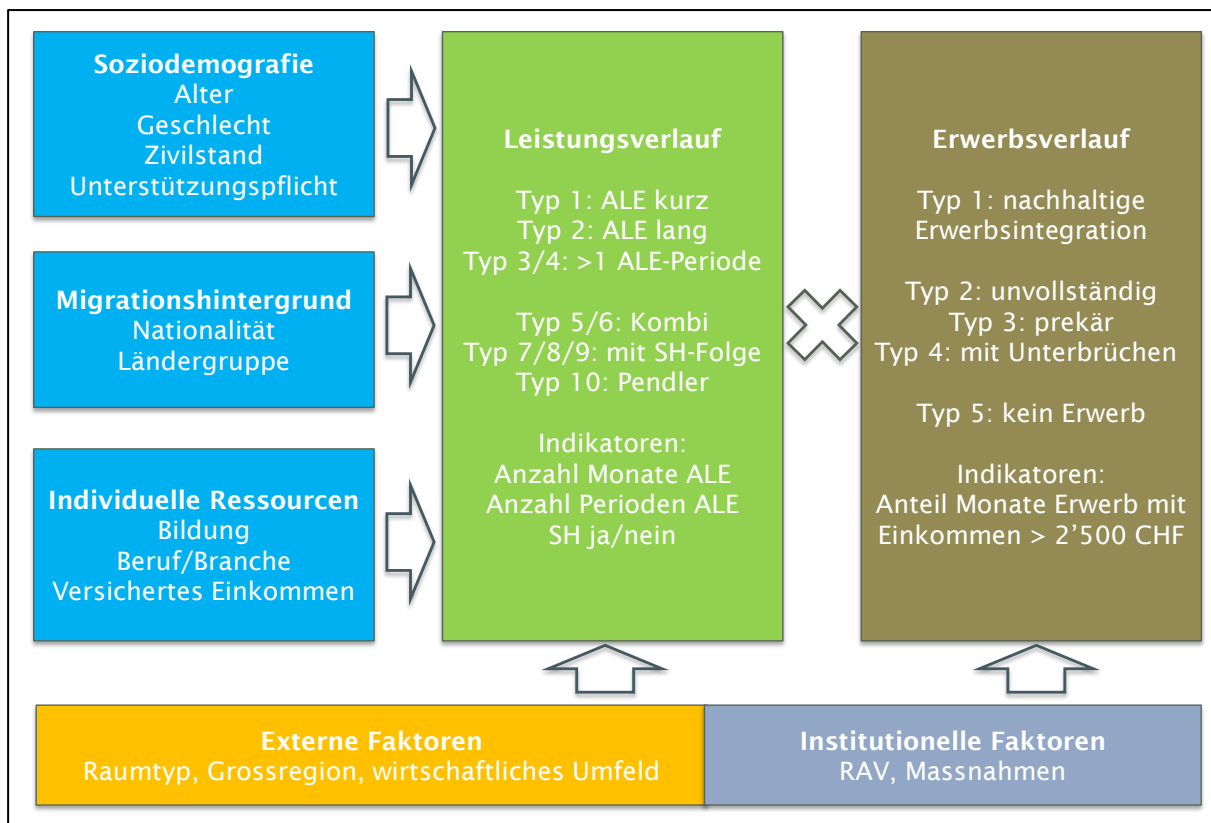 Soziodemografie
Alter
Geschlecht
Zivilstand
Unterstützungspflicht
Migrationshintergrund
Nationalität
Ländergruppe
Individuelle Ressourcen
Bildung
Beruf/Branche
Versichertes Einkommen
Leistungsverlauf
Typ 1: ALE kurz
Typ 2: ALE lang
Typ 3/4: >1 ALE-Periode
Typ 5/6: Kombi
Typ 7/8/9: mit SH-Folge
Typ 10: Pendler
Indikatoren:
Anzahl Monate ALE
Anzahl Perioden ALE
SH ja/nein
Erwerbsverlauf
Typ 1: nachhaltige
Erwerbsintegration
Typ 2: unvollständig
Typ 3: prekär
Typ 4: mit Unterbrüchen
Typ 5: kein Erwerb
Indikatoren:
Anteil Monate Erwerb mit
Einkommen > 2’500 CHF
Externe Faktoren
Raumtyp, Grossregion, wirtschaftliches Umfeld
Institutionelle Faktoren
RAV, Massnahmen